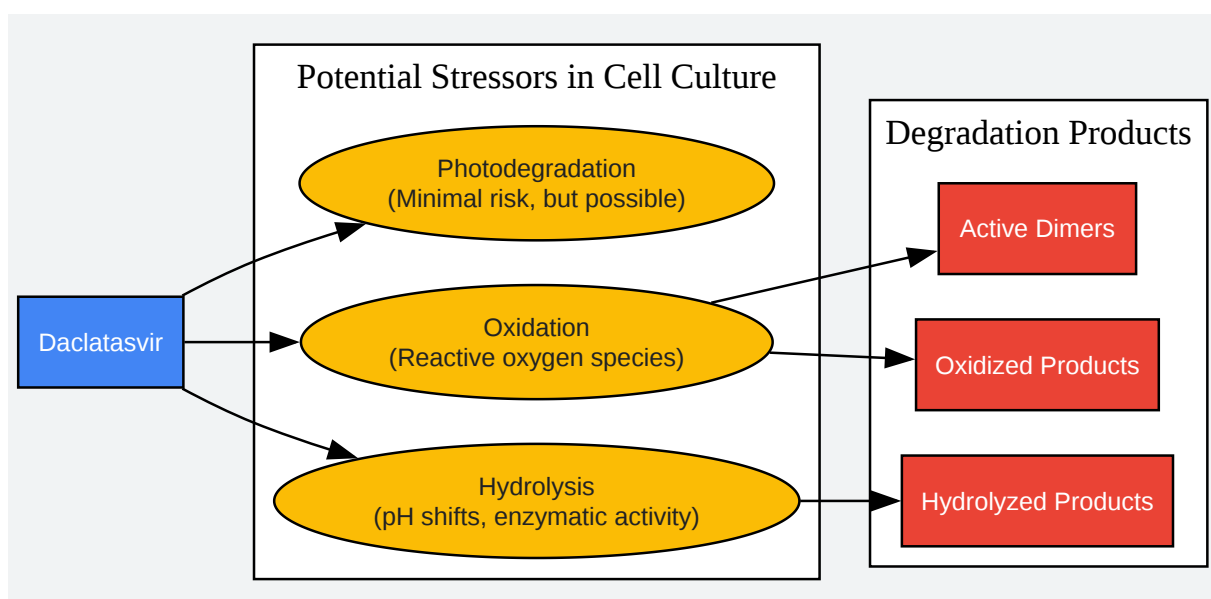 Potential Stressors in Cell Culture
Degradation Products
Photodegradation
(Minimal risk, but possible)
Active Dimers
Daclatasvir
Oxidation
(Reactive oxygen species)
Oxidized Products
Hydrolysis
(pH shifts, enzymatic activity)
Hydrolyzed Products